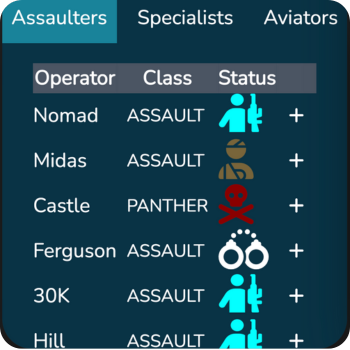 Assaulters Specialists Aviators
Operator Class Status
Nomad ASSAULT +
Midas ASSAULT +
Castle PANTHER +
Ferguson ASSAULT +
30K ASSAULT +
Hill ASSAULT +